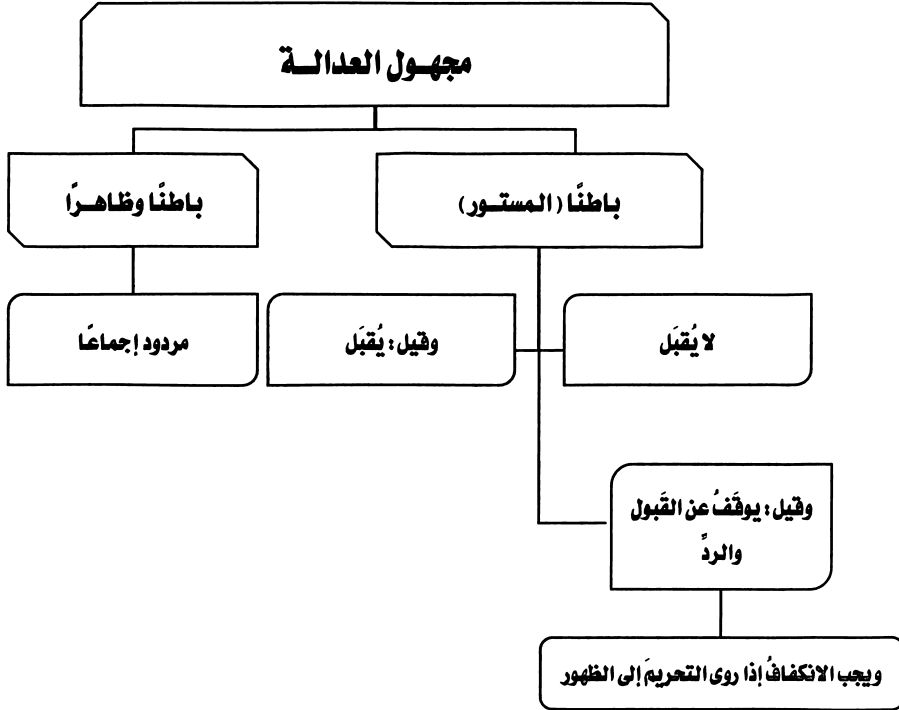 مجهول العدالة
باطنًا (المستور)
باطنًا وظاهرًا
لا يُقبَل
وقيل: يُقبَل
مردود إجماعًا
وقيل: يوقَفُ عن القَبول
والردِّ
ويجب الانكفافُ إذا روى التحريمَ إلى الظهور